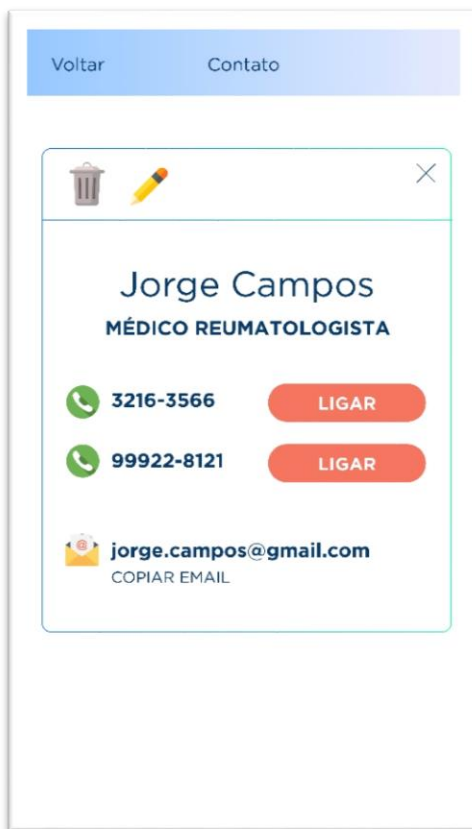 Voltar Contato
Jorge Campos
MÉDICO REUMATOLOGISTA
3216-3566 LIGAR
99922-8121 LIGAR
jorge.campos@gmail.com
COPIAR EMAIL